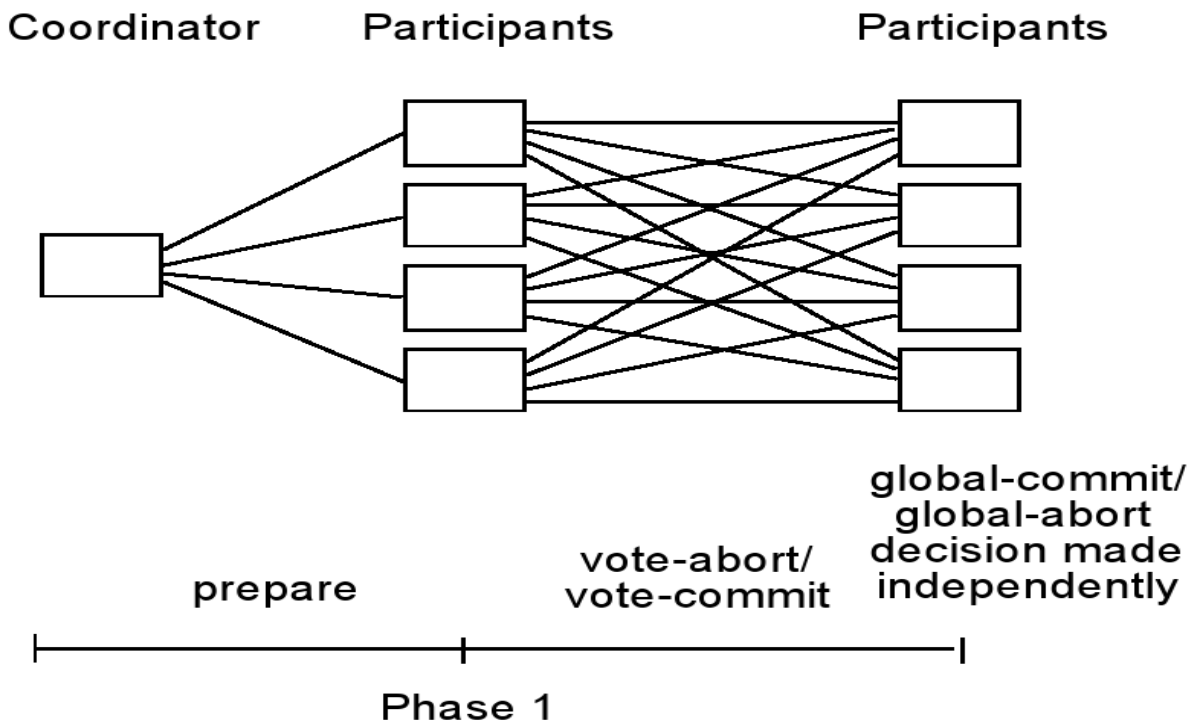 Coordinator
Participants
Participants
global-commit/
global-abort
decision made
independently
vote-abort/
vote-commit
prepare
Phase 1